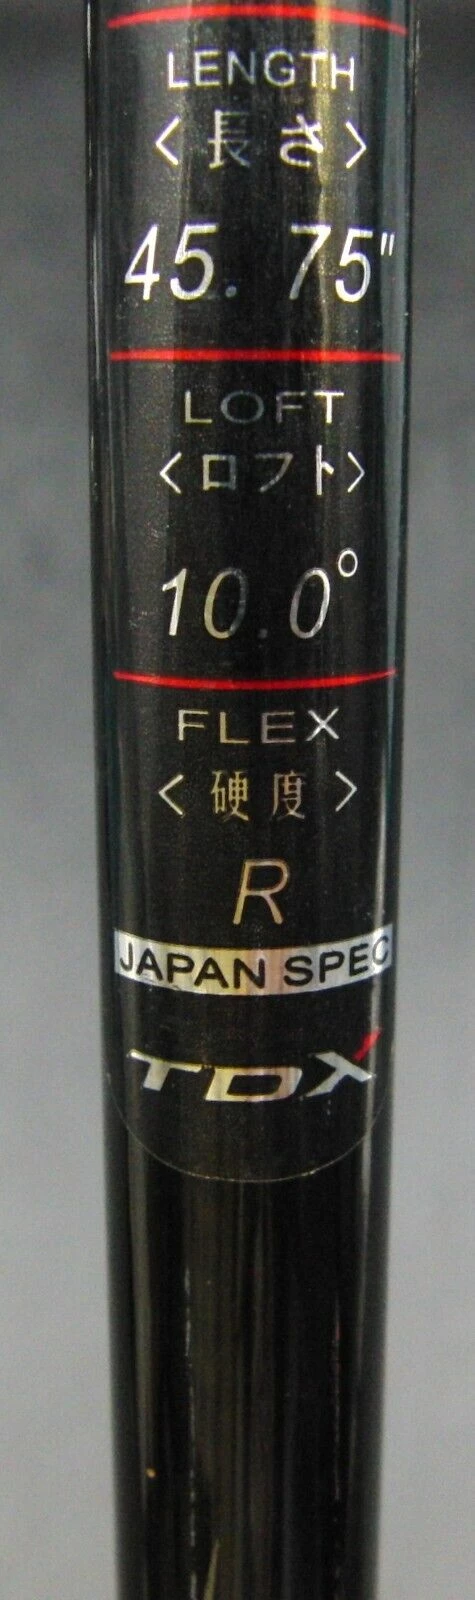 LENGTH
〈長さ〉
45. 75"
LOFT
〈ロフト〉
10.0°
FLEX
〈硬度〉
R
JAPAN SPEC
TDX